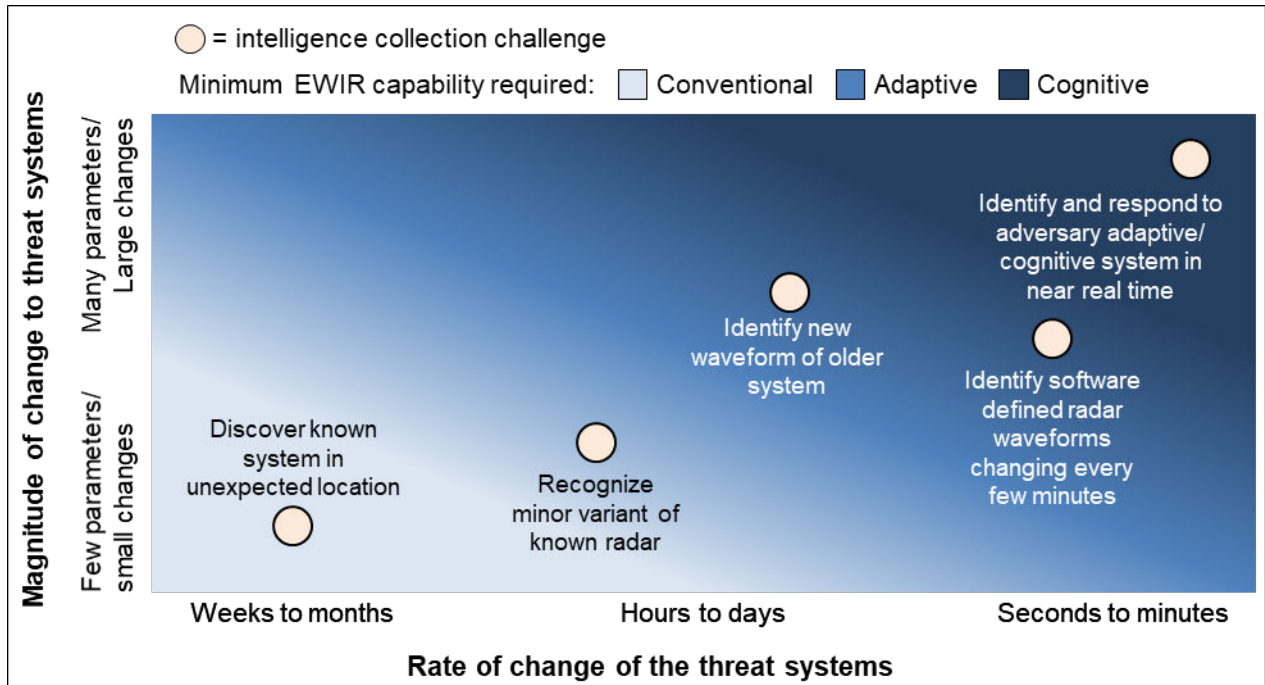 = intelligence collection challenge
Minimum EWIR capability required: Conventional Adaptive Cognitive
Magnitude of change to threat systems
Many parameters/
Large changes
Few parameters/
small changes
Identify and respond to
adversary adaptive/
cognitive system in
near real time
Identify new
waveform of older
system
Identify software
defined radar
waveforms
changing every
few minutes
Discover known
system in
unexpected location
Recognize
minor variant of
known radar
Weeks to months
Hours to days
Seconds to minutes
Rate of change of the threat systems